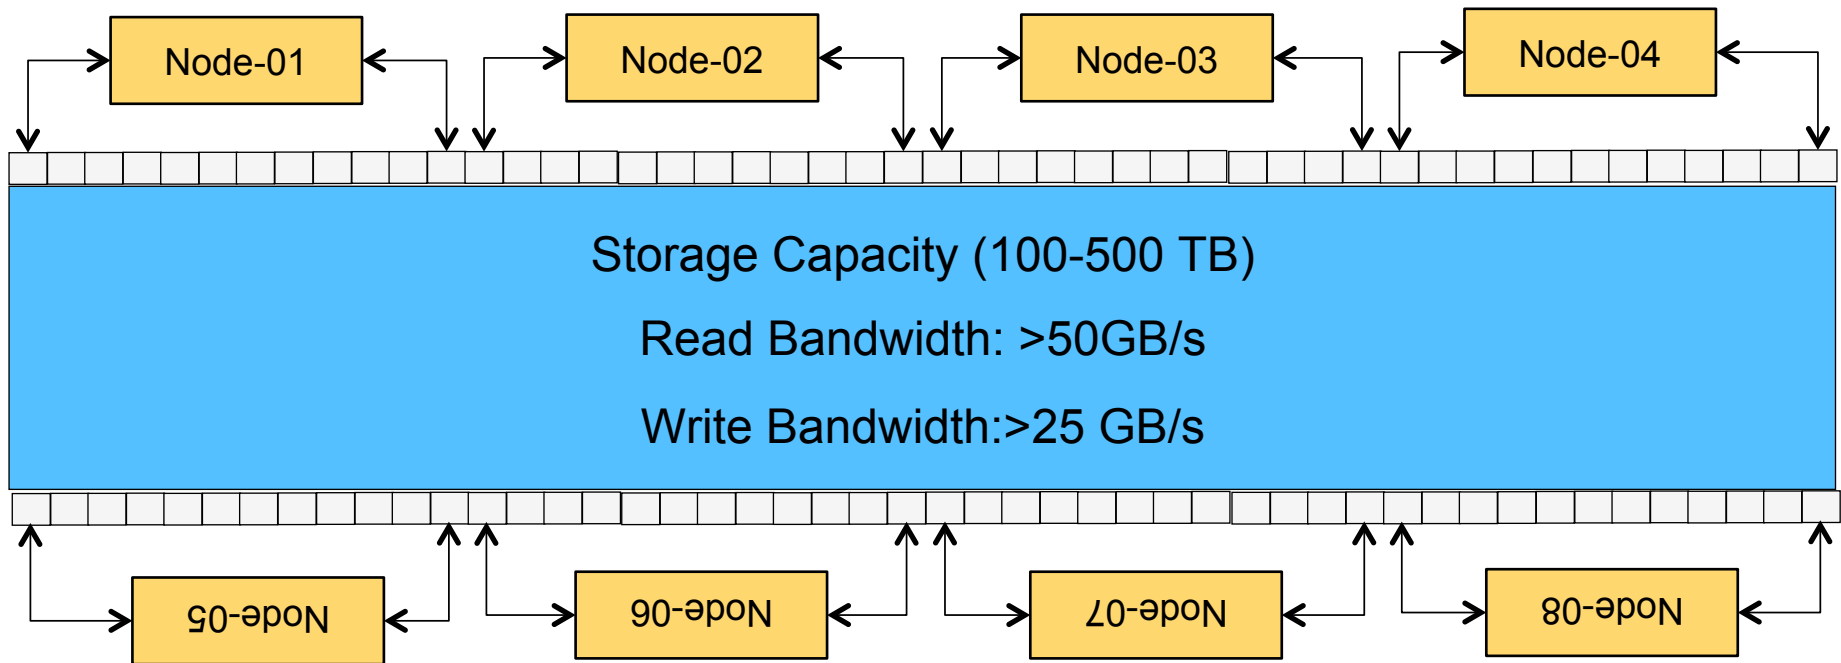 Node-01
Node-02
Node-03
Node-04
Storage Capacity (100-500 TB)
Read Bandwidth: >50GB/s
Write Bandwidth:>25 GB/s
Node-05
Node-06
Node-07
Node-08